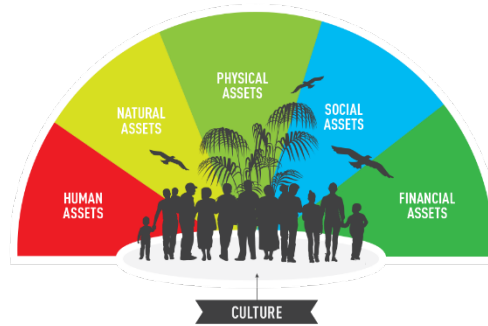 HUMAN
ASSETS
NATURAL
ASSETS
PHYSICAL
ASSETS
SOCIAL
ASSETS
FINANCIAL
ASSETS
CULTURE